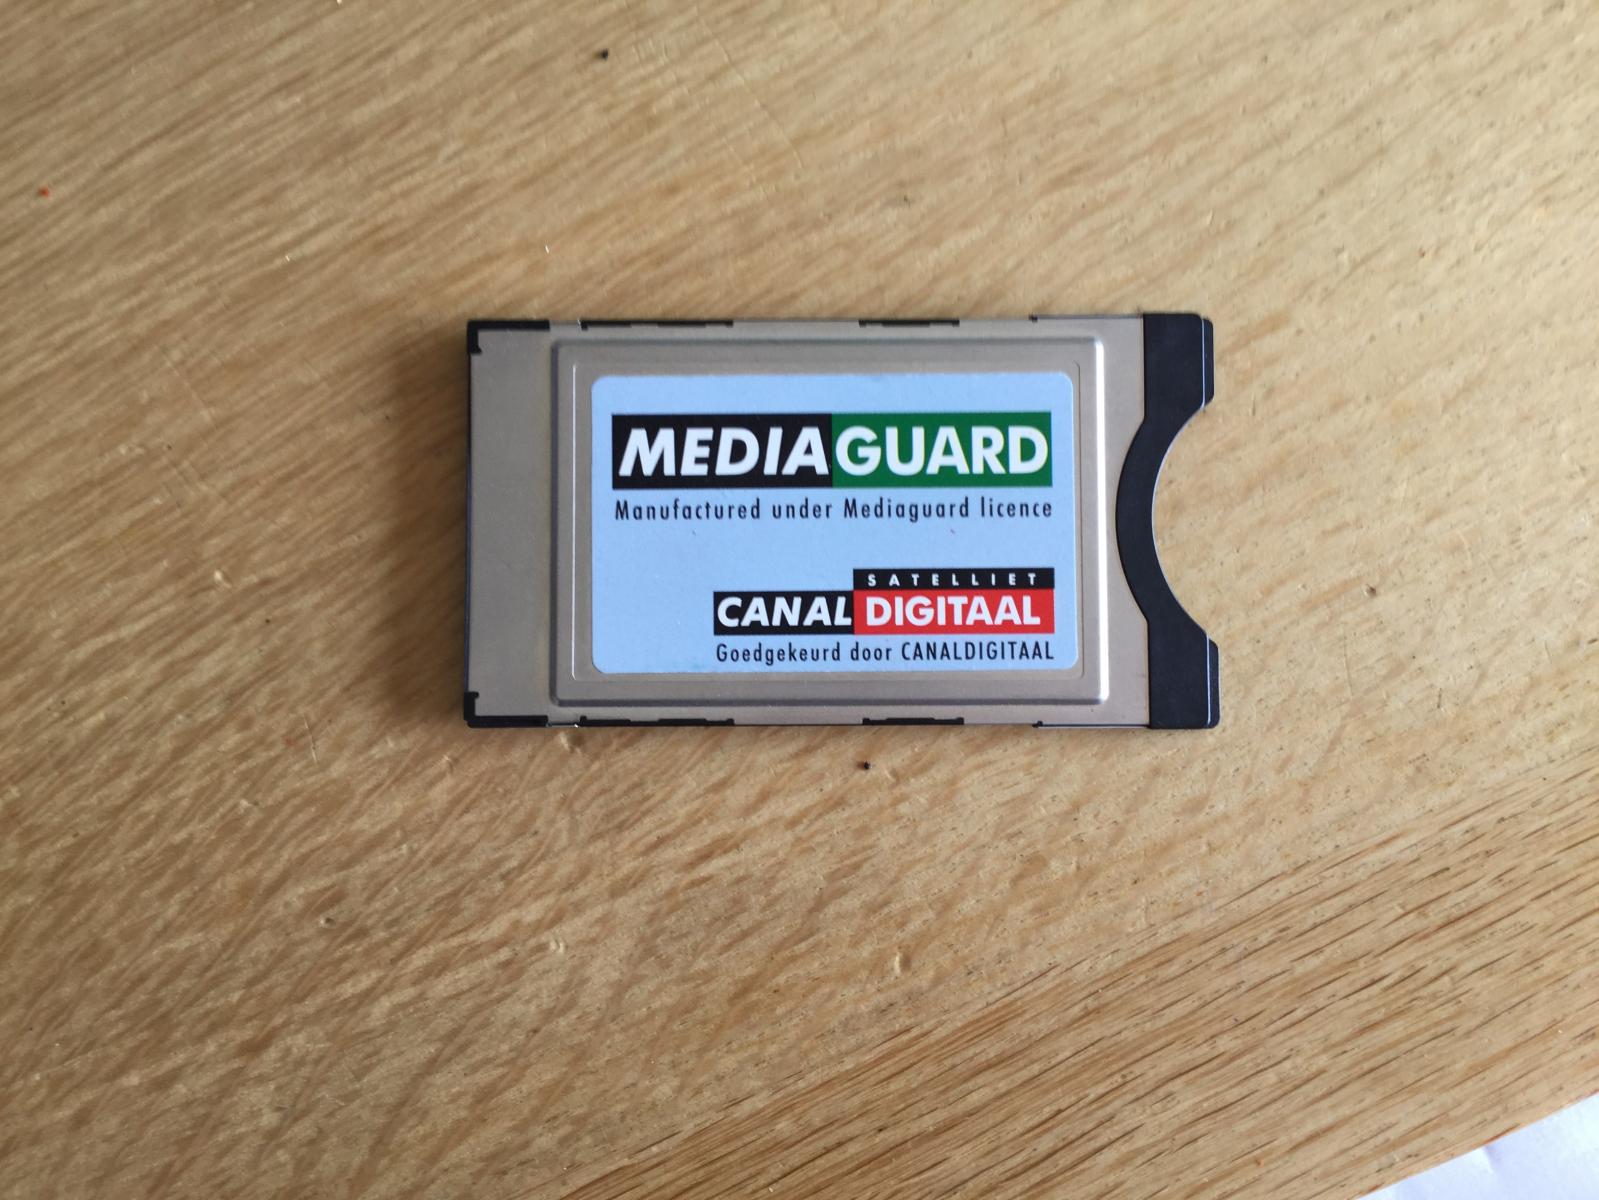 MEDIAGUARD
Manufactured under Mediaguard licence
SATELLIET
CANAL DIGITAAL
Goedgekeurd door CANALDIGITAAL